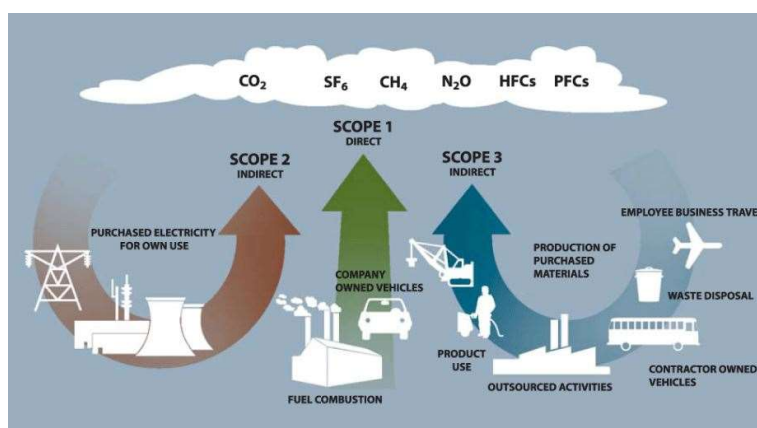 CO₂ SF₆ CH₄ N₂O HFCs PFCs
SCOPE 1
DIRECT
SCOPE 2
INDIRECT
SCOPE 3
INDIRECT
PURCHASED ELECTRICITY
FOR OWN USE
COMPANY
OWNED VEHICLES
FUEL COMBUSTION
PRODUCTION OF
PURCHASED
MATERIALS
EMPLOYEE BUSINESS TRAVE
WASTE DISPOSAL
CONTRACTOR OWNED
VEHICLES
PRODUCT
USE
OUTSOURCED ACTIVITIES